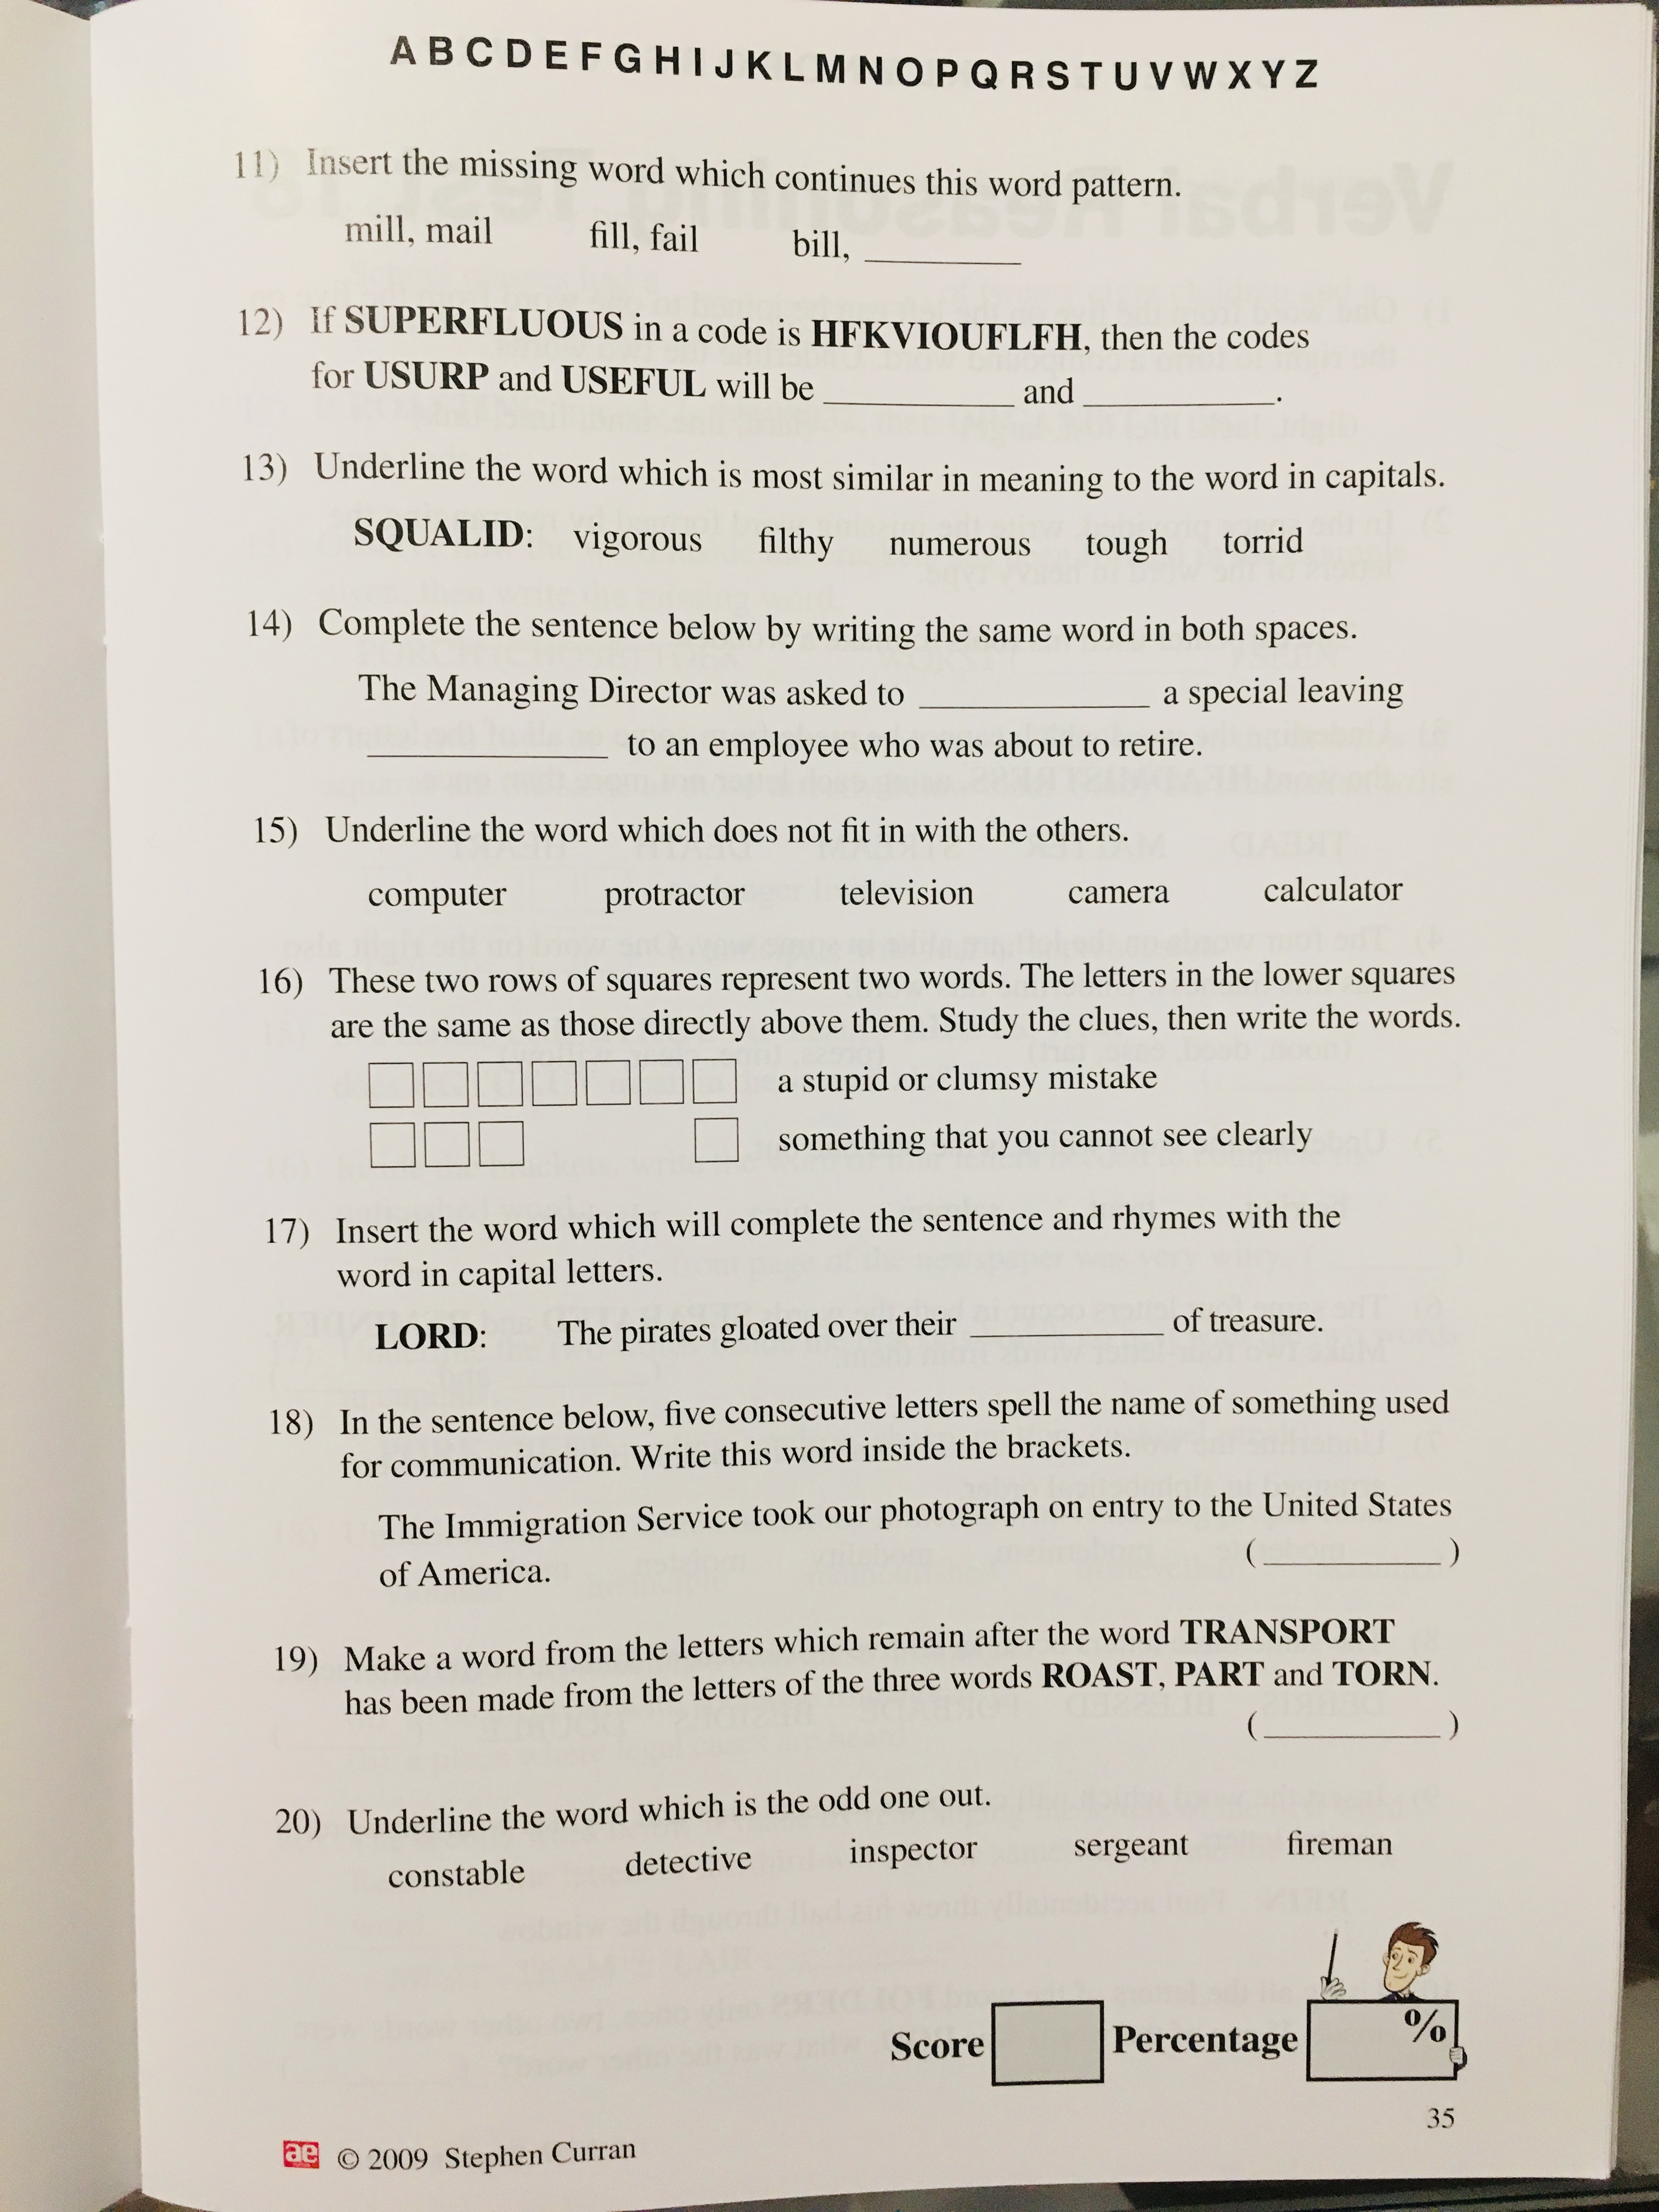 A B C D E F G H I J K L M N O P Q R S T U V W X Y Z
11) Insert the missing word which continues this word pattern.
mill, mail fill, fail bill, ________
12) If SUPERFLUOUS in a code is HFKVIOUFLFH, then the codes
for USURP and USEFUL will be __________ and __________.
13) Underline the word which is most similar in meaning to the word in capitals.
SQUALID: vigorous filthy numerous tough torrid
14) Complete the sentence below by writing the same word in both spaces.
The Managing Director was asked to ____________ a special leaving
____________ to an employee who was about to retire.
15) Underline the word which does not fit in with the others.
computer protractor television camera calculator
16) These two rows of squares represent two words. The letters in the lower squares
are the same as those directly above them. Study the clues, then write the words.
a stupid or clumsy mistake
something that you cannot see clearly
17) Insert the word which will complete the sentence and rhymes with the
word in capital letters.
LORD: The pirates gloated over their __________ of treasure.
18) In the sentence below, five consecutive letters spell the name of something used
for communication. Write this word inside the brackets.
The Immigration Service took our photograph on entry to the United States
of America. (_________)
19) Make a word from the letters which remain after the word TRANSPORT
has been made from the letters of the three words ROAST, PART and TORN.
(_________)
20) Underline the word which is the odd one out.
constable detective inspector sergeant fireman
Score Percentage %
35
ae © 2009 Stephen Curran